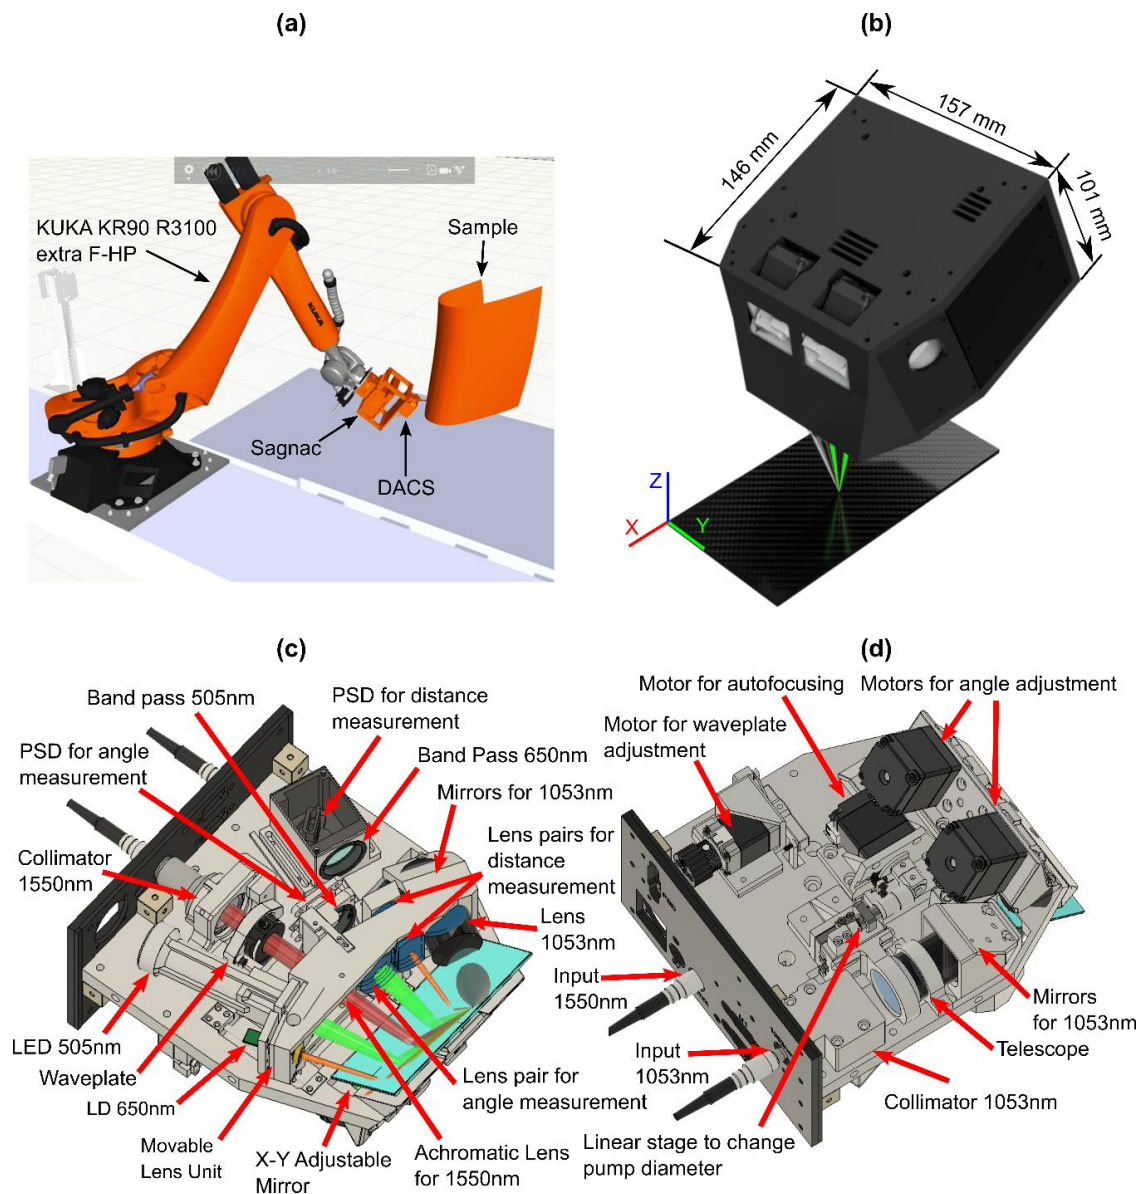 (a)
KUKA KR90 R3100
extra F-HP
Sample
KUKA
Sagnac
DACS
(b)
146 mm
157 mm
101 mm
Z
X
Y
(c)
Band pass 505nm
PSD for distance
measurement
PSD for angle
measurement
Band Pass 650nm
Mirrors for 1053nm
Lens pairs for
distance
measurement
Collimator
1550nm
Lens
1053nm
LED 505nm
Waveplate
LD 650nm
Movable
Lens Unit
X-Y Adjustable
Mirror
Lens pair for
angle measurement
Achromatic Lens
for 1550nm
(d)
Motor for autofocusing
Motors for angle adjustment
Motor for waveplate
adjustment
Input
1550nm
Input
1053nm
Mirrors
for 1053nm
Telescope
Collimator 1053nm
Linear stage to change
pump diameter